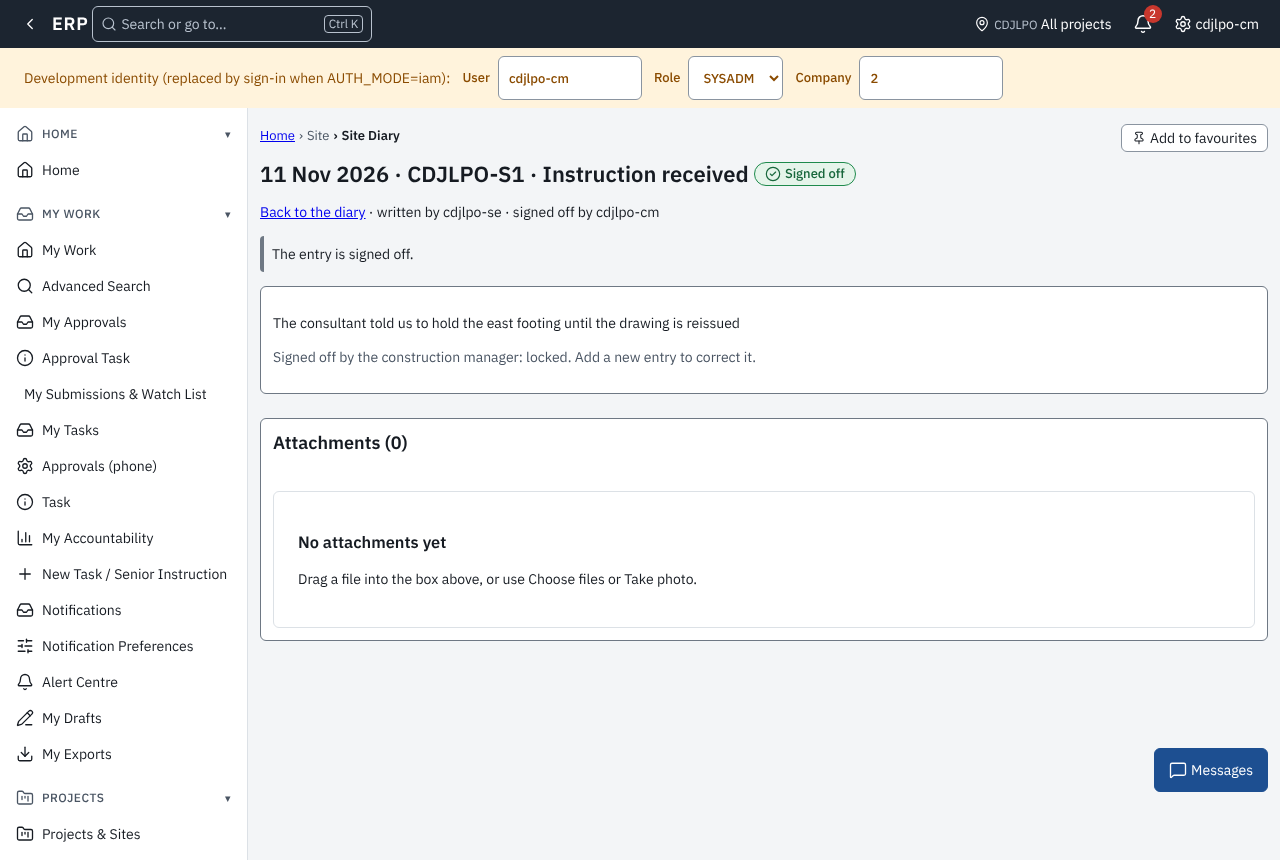 ERP
Search or go to...
Ctrl K
CDJLPO All projects
2
cdjlpo-cm
Development identity (replaced by sign-in when AUTH_MODE=iam):
User
cdjlpo-cm
Role
SYSADM
Company
2
HOME
Home
MY WORK
My Work
Advanced Search
My Approvals
Approval Task
My Submissions & Watch List
My Tasks
Approvals (phone)
Task
My Accountability
New Task / Senior Instruction
Notifications
Notification Preferences
Alert Centre
My Drafts
My Exports
PROJECTS
Projects & Sites
Home › Site › Site Diary
Add to favourites
11 Nov 2026 · CDJLPO-S1 · Instruction received
Signed off
Back to the diary · written by cdjlpo-se · signed off by cdjlpo-cm
The entry is signed off.
The consultant told us to hold the east footing until the drawing is reissued
Signed off by the construction manager: locked. Add a new entry to correct it.
Attachments (0)
No attachments yet
Drag a file into the box above, or use Choose files or Take photo.
Messages